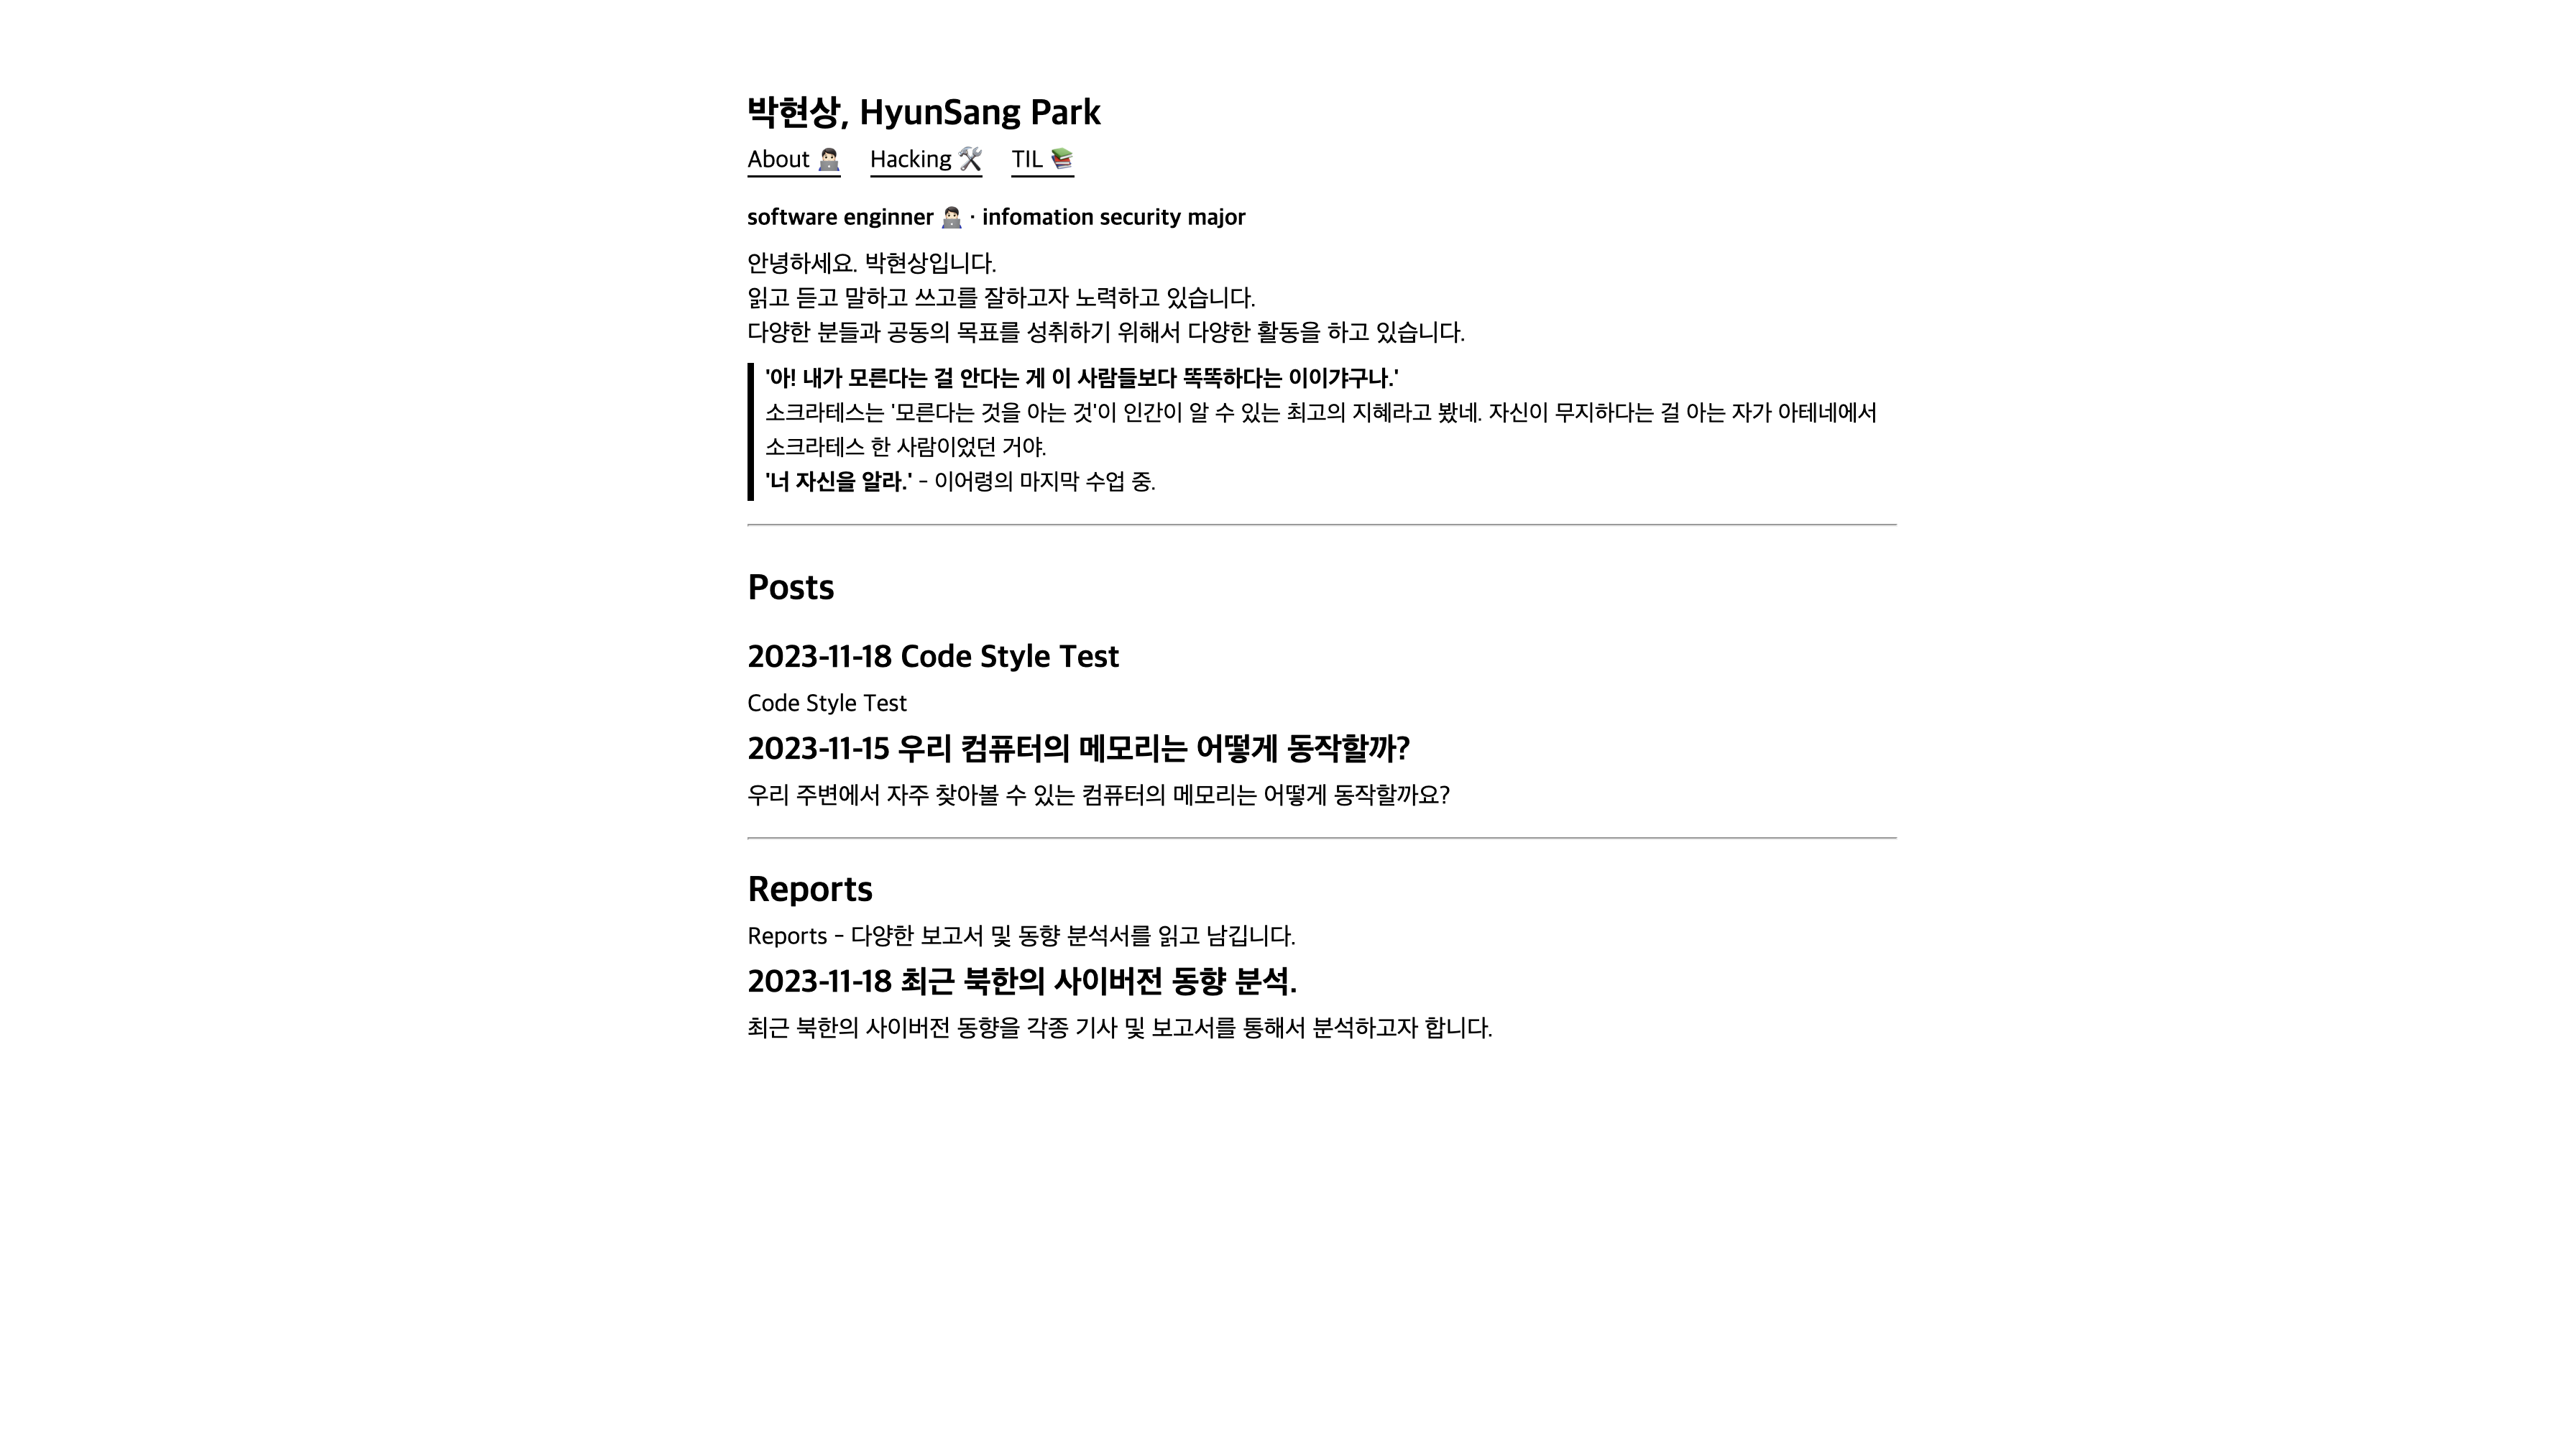 박현상, HyunSang Park
About 👨🏻‍💻 Hacking 🛠 TIL 📚
software enginner 👨🏻‍💻 · infomation security major
안녕하세요. 박현상입니다.
읽고 듣고 말하고 쓰고를 잘하고자 노력하고 있습니다.
다양한 분들과 공동의 목표를 성취하기 위해서 다양한 활동을 하고 있습니다.
'아! 내가 모른다는 걸 안다는 게 이 사람들보다 똑똑하다는 이이갸구나.'
소크라테스는 '모른다는 것을 아는 것'이 인간이 알 수 있는 최고의 지혜라고 봤네. 자신이 무지하다는 걸 아는 자가 아테네에서
소크라테스 한 사람이었던 거야.
'너 자신을 알라.' - 이어령의 마지막 수업 중.
Posts
2023-11-18 Code Style Test
Code Style Test
2023-11-15 우리 컴퓨터의 메모리는 어떻게 동작할까?
우리 주변에서 자주 찾아볼 수 있는 컴퓨터의 메모리는 어떻게 동작할까요?
Reports
Reports - 다양한 보고서 및 동향 분석서를 읽고 남깁니다.
2023-11-18 최근 북한의 사이버전 동향 분석.
최근 북한의 사이버전 동향을 각종 기사 및 보고서를 통해서 분석하고자 합니다.